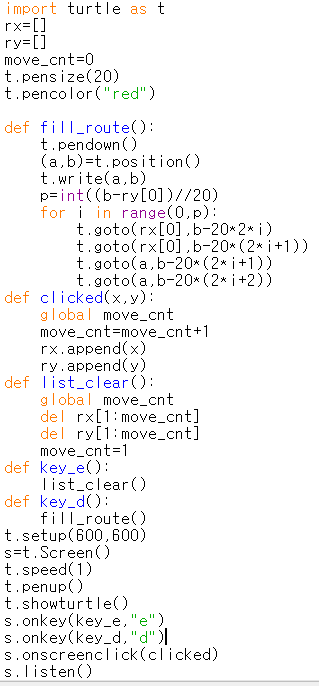 import turtle as t
rx=[]
ry=[]
move_cnt=0
t.pensize(20)
t.pencolor("red")

def fill_route():
    t.pendown()
    (a,b)=t.position()
    t.write(a,b)
    p=int((b-ry[0])//20)
    for i in range(0,p):
        t.goto(rx[0],b-20*2*i)
        t.goto(rx[0],b-20*(2*i+1))
        t.goto(a,b-20*(2*i+1))
        t.goto(a,b-20*(2*i+2))
def clicked(x,y):
    global move_cnt
    move_cnt=move_cnt+1
    rx.append(x)
    ry.append(y)
def list_clear():
    global move_cnt
    del rx[1:move_cnt]
    del ry[1:move_cnt]
    move_cnt=1
def key_e():
    list_clear()
def key_d():
    fill_route()
t.setup(600,600)
s=t.Screen()
t.speed(1)
t.penup()
t.showturtle()
s.onkey(key_e,"e")
s.onkey(key_d,"d")
s.onscreenclick(clicked)
s.listen()